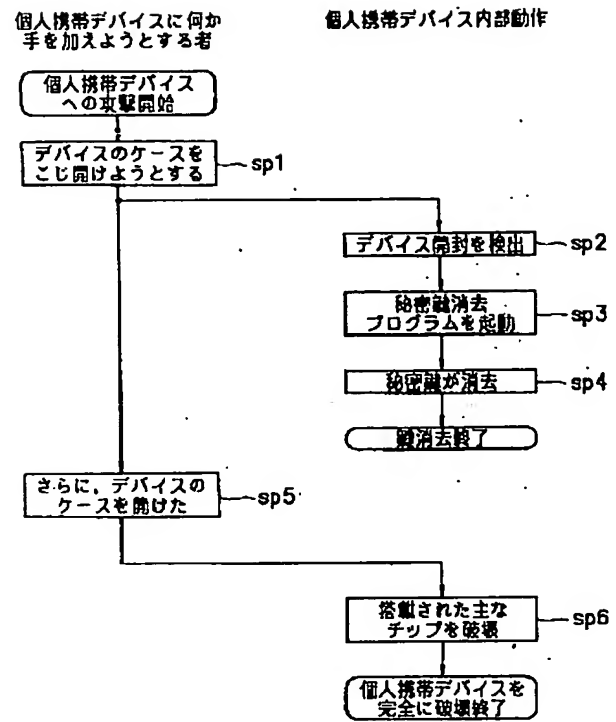 個人携帯デバイスに何か
手を加えようとする者
個人携帯デバイス内部動作
個人携帯デバイス
への攻撃開始
デバイスのケースを
こじ開けようとする
sp1
デバイス開封を検出
sp2
秘密鍵消去
プログラムを起動
sp3
秘密鍵が消去
sp4
鍵消去終了
さらに、デバイスの
ケースを開けた
sp5
搭載された主な
チップを破壊
sp6
個人携帯デバイスを
完全に破壊終了